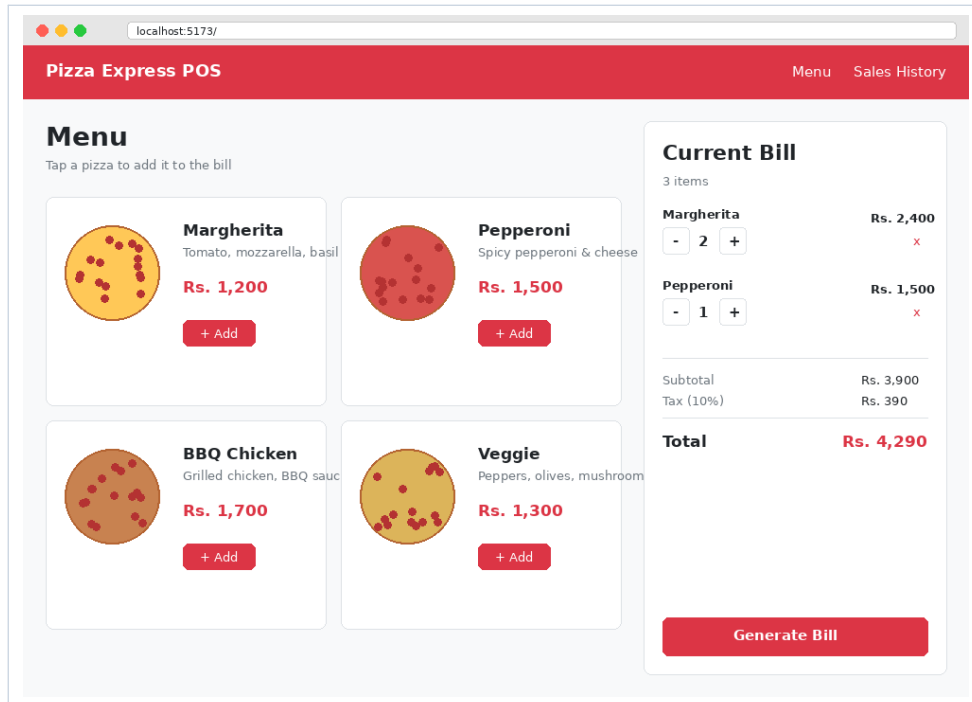 localhost:5173/
Pizza Express POS
Menu
Sales History
Menu
Tap a pizza to add it to the bill
Margherita
Tomato, mozzarella, basil
Rs. 1,200
+ Add
Pepperoni
Spicy pepperoni & cheese
Rs. 1,500
+ Add
BBQ Chicken
Grilled chicken, BBQ sauc
Rs. 1,700
+ Add
Veggie
Peppers, olives, mushroom
Rs. 1,300
+ Add
Current Bill
3 items
Margherita
Rs. 2,400
- 2 +
x
Pepperoni
Rs. 1,500
- 1 +
x
Subtotal Rs. 3,900
Tax (10%) Rs. 390
Total Rs. 4,290
Generate Bill